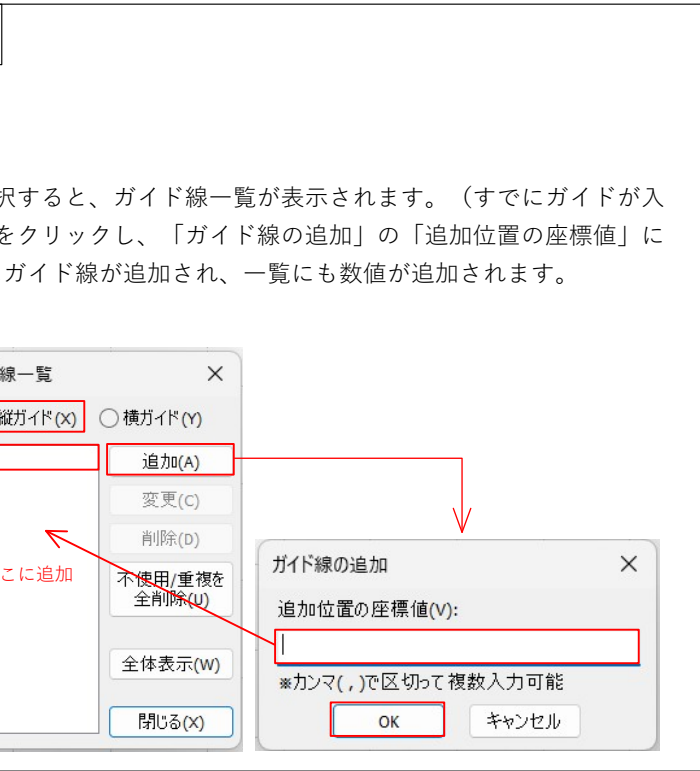 択すると、ガイド線一覧が表示されます。（すでにガイドが入
をクリックし、「ガイド線の追加」の「追加位置の座標値」に
ガイド線が追加され、一覧にも数値が追加されます。
線一覧
縦ガイド(X) 横ガイド(Y)
追加(A)
変更(C)
削除(D)
こに追加
不使用/重複を
全削除(U)
全体表示(W)
閉じる(X)
ガイド線の追加
追加位置の座標値(V):
※カンマ( , )で区切って複数入力可能
OK キャンセル